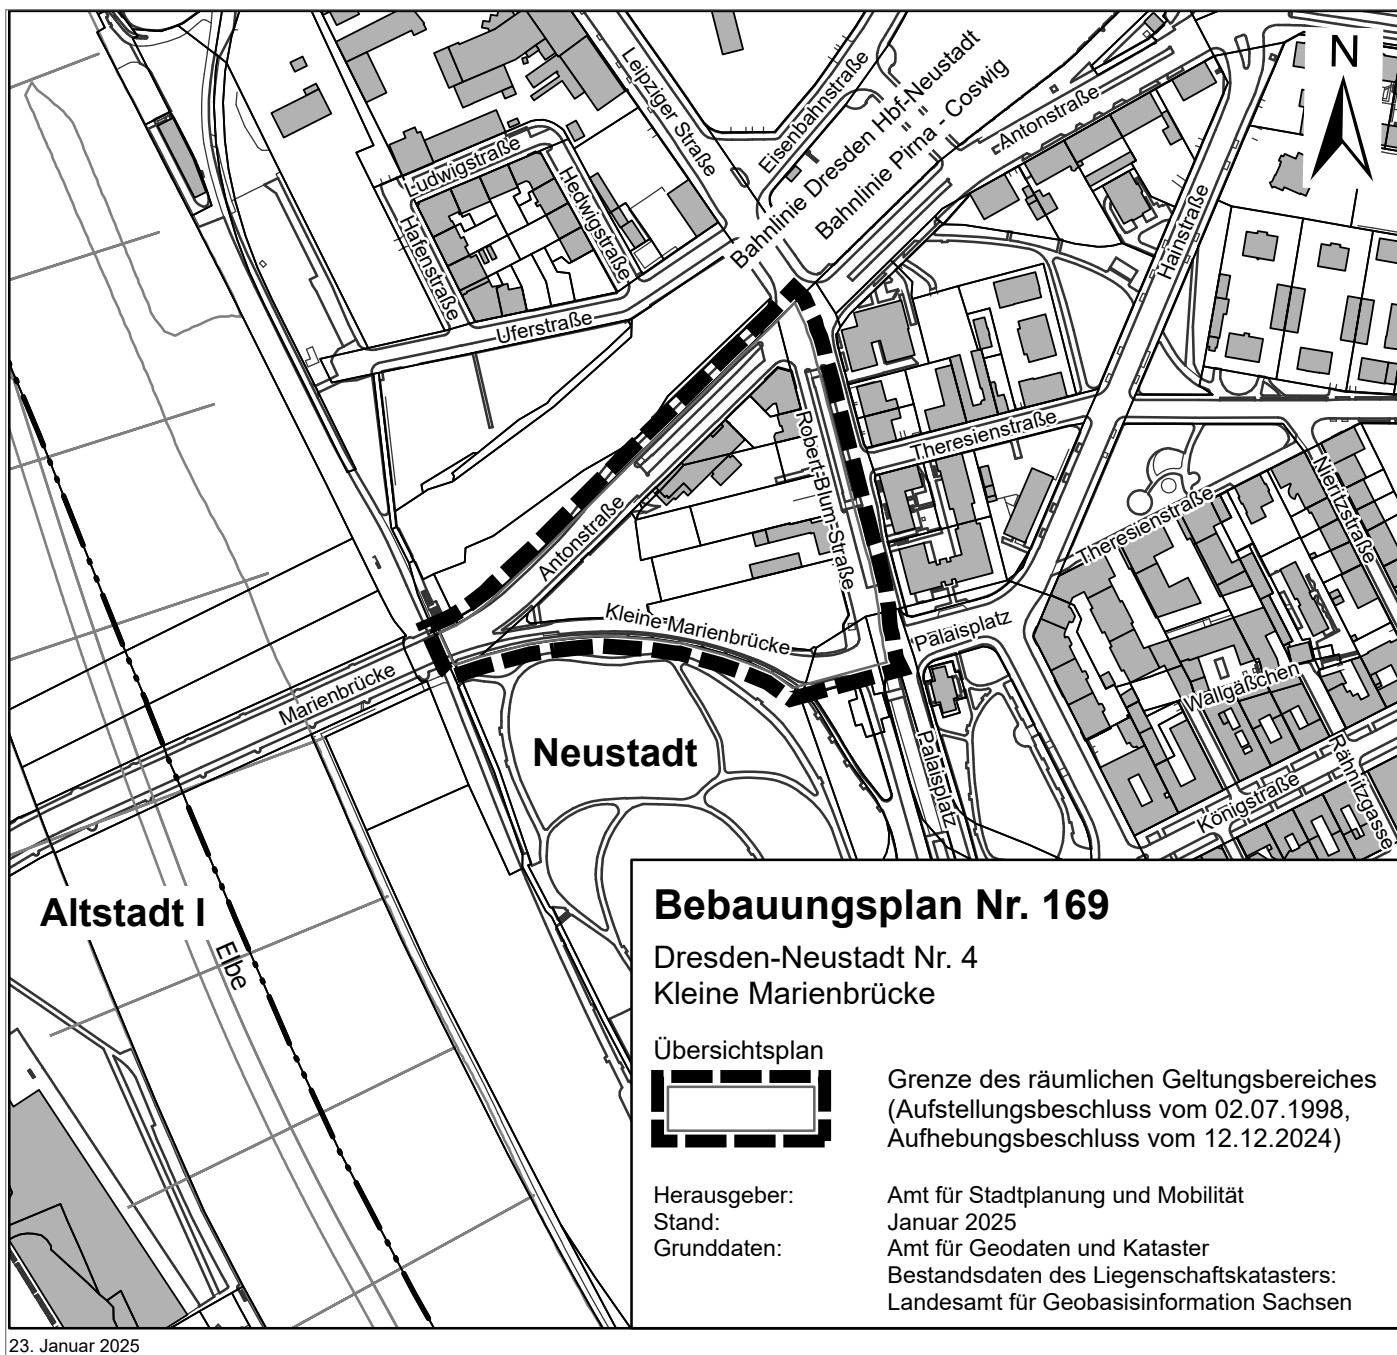 N
Leipziger Straße
Eisenbahnstraße
Bahnlinie Dresden Hbf-Neustadt
" "
Bahnlinie Pirna - Coswig
Antonstraße
Ludwigstraße
Hedwigstraße
Hafenstraße
Uferstraße
Hainstraße
Theresienstraße
Robert-Blum-Straße
Antonstraße
Nieritzstraße
Theresienstraße
Kleine Marienbrücke
Palaisplatz
Marienbrücke
Wallgäßchen
Neustadt
Palaisplatz
Königstraße
Rähnitzgasse
Altstadt I
Elbe
Bebauungsplan Nr. 169
Dresden-Neustadt Nr. 4
Kleine Marienbrücke
Übersichtsplan
Grenze des räumlichen Geltungsbereiches
(Aufstellungsbeschluss vom 02.07.1998,
Aufhebungsbeschluss vom 12.12.2024)
Herausgeber: Amt für Stadtplanung und Mobilität
Stand: Januar 2025
Grunddaten: Amt für Geodaten und Kataster
Bestandsdaten des Liegenschaftskatasters:
Landesamt für Geobasisinformation Sachsen
23. Januar 2025